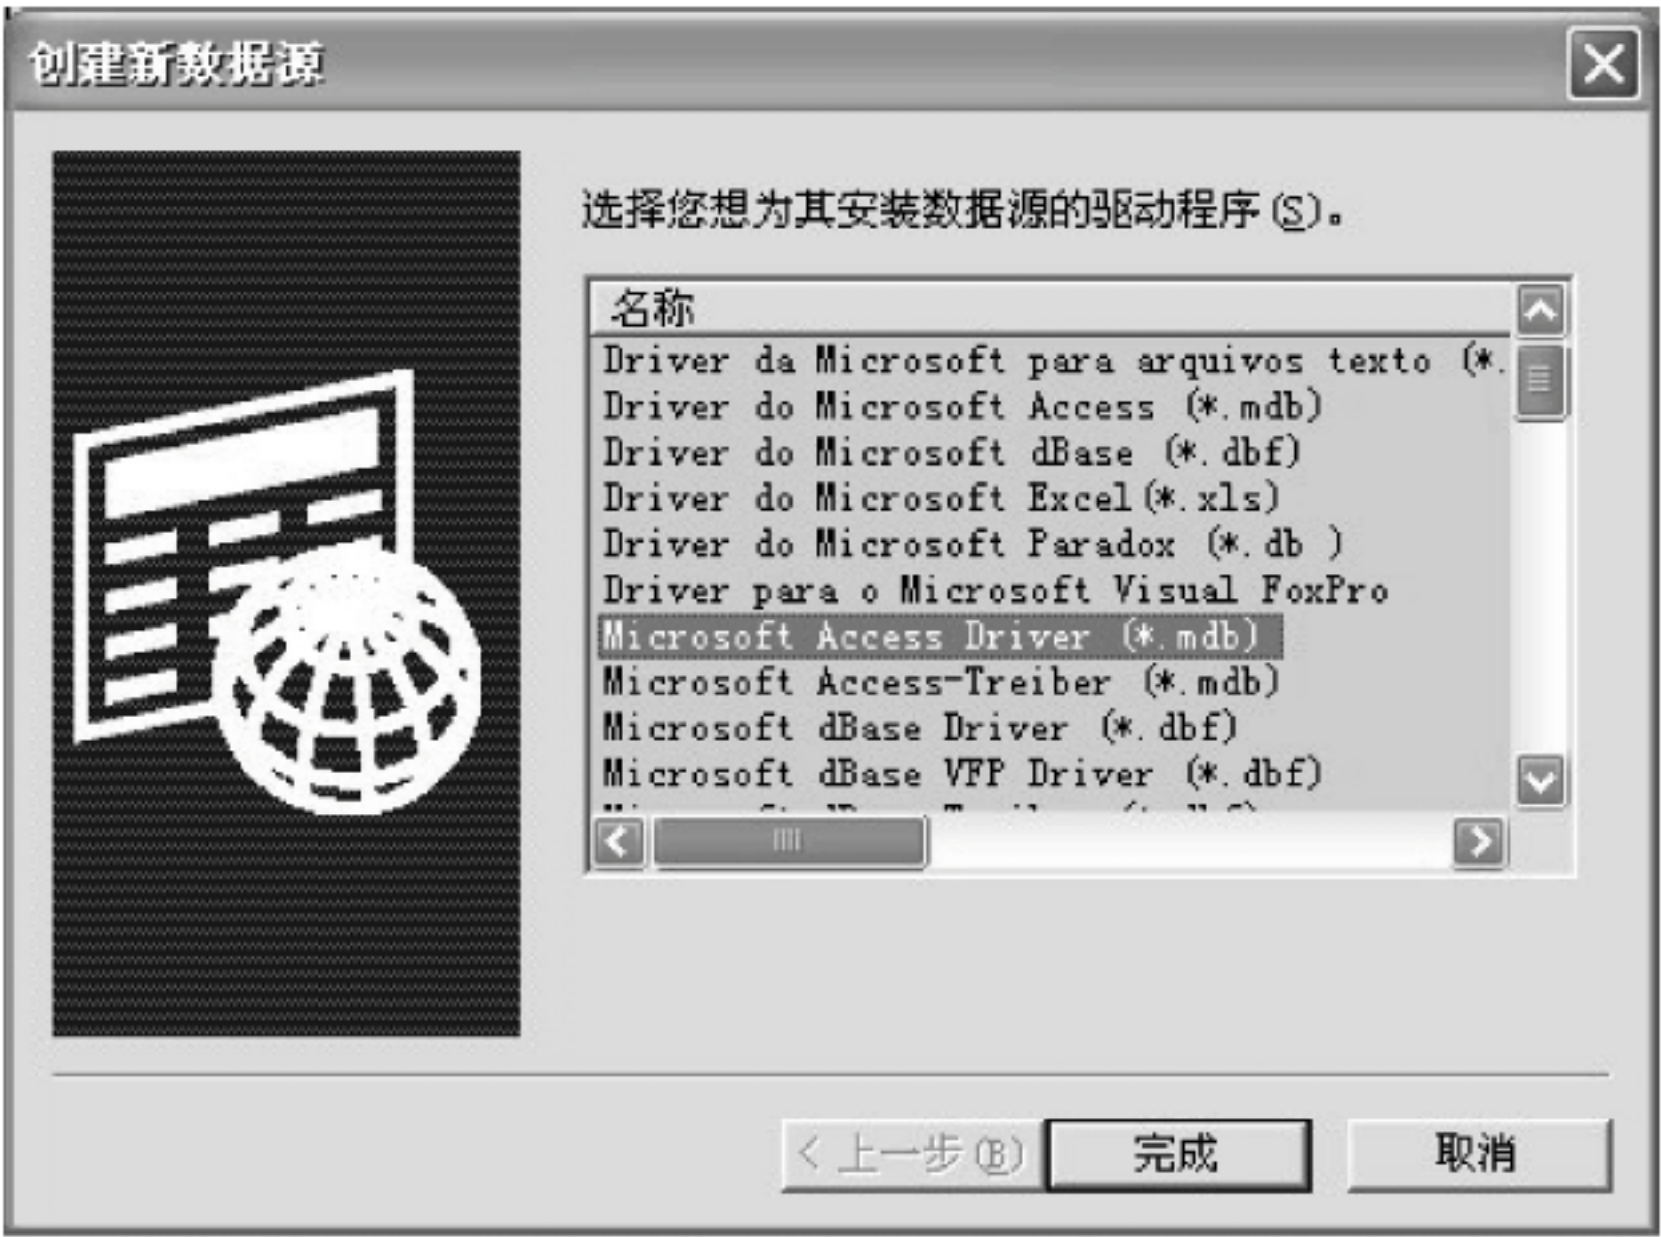 创建新数据源
选择您想为其安装数据源的驱动程序(S)。
名称
Driver da Microsoft para arquivos texto (*.
Driver do Microsoft Access (*.mdb)
Driver do Microsoft dBase (*.dbf)
Driver do Microsoft Excel(*.xls)
Driver do Microsoft Paradox (*.db )
Driver para o Microsoft Visual FoxPro
Microsoft Access Driver (*.mdb)
Microsoft Access-Treiber (*.mdb)
Microsoft dBase Driver (*.dbf)
Microsoft dBase VFP Driver (*.dbf)
< 上一步(B)
完成
取消